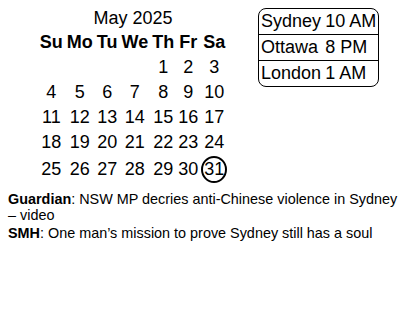 May 2025
Su Mo Tu We Th Fr Sa
1 2 3
4 5 6 7 8 9 10
11 12 13 14 15 16 17
18 19 20 21 22 23 24
25 26 27 28 29 30 31
Sydney 10 AM
Ottawa 8 PM
London 1 AM
Guardian: NSW MP decries anti-Chinese violence in Sydney
– video
SMH: One man’s mission to prove Sydney still has a soul